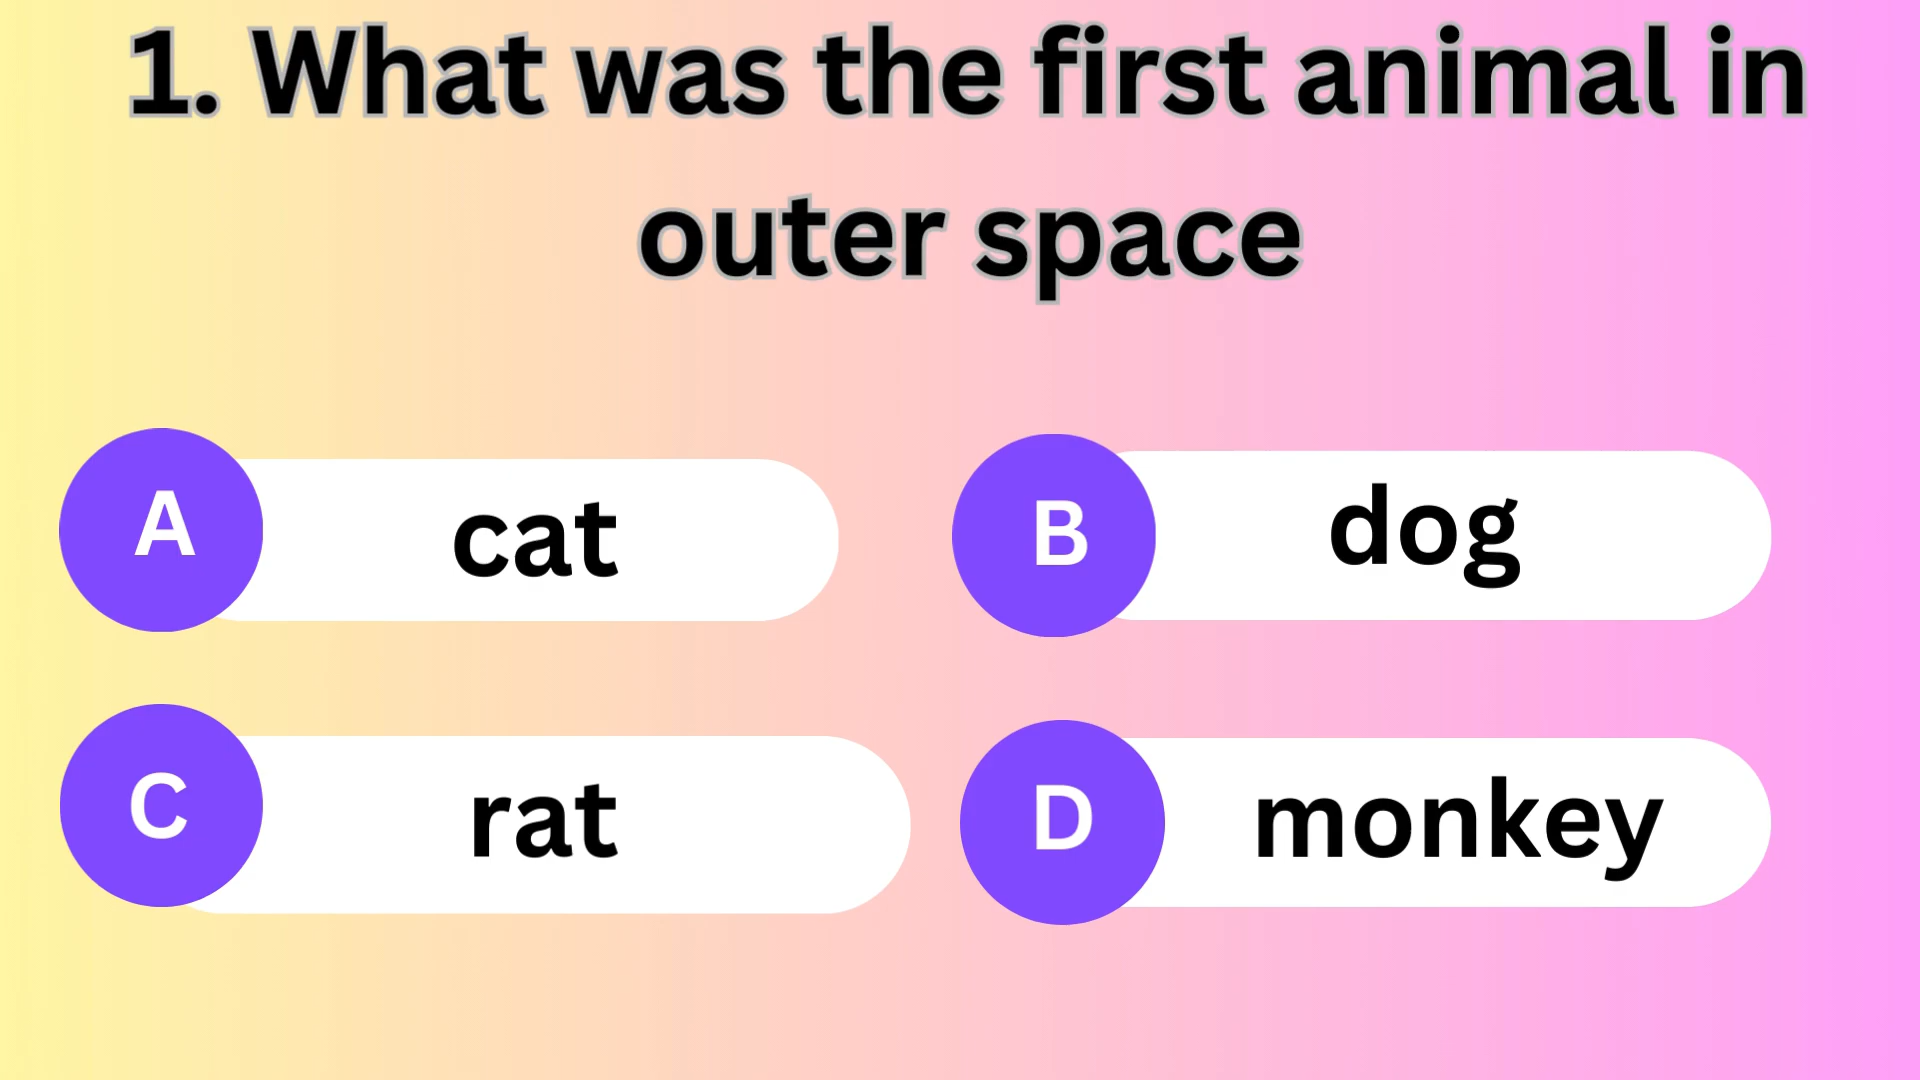 1. What was the first animal in
outer space
A cat
B dog
C rat
D monkey